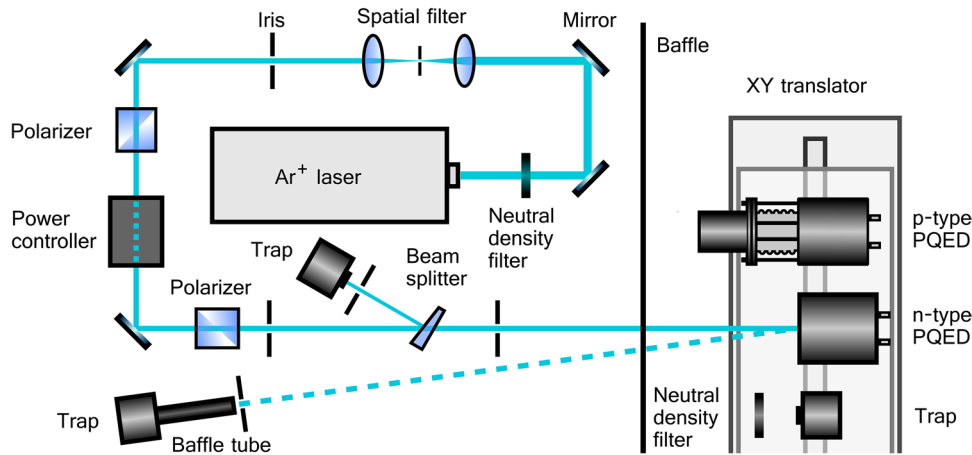 Iris
Spatial filter
Mirror
Baffle
XY translator
Polarizer
Ar+ laser
Power
controller
Neutral
density
filter
Trap
Beam
splitter
p-type
PQED
Polarizer
n-type
PQED
Trap
Baffle tube
Neutral
density
filter
Trap